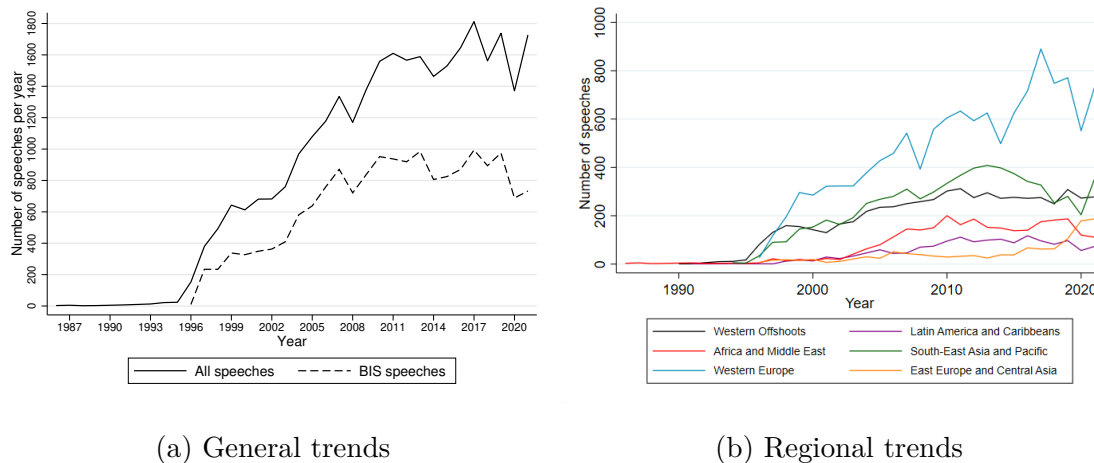 Number of speeches per year
1800
1600
1400
1200
1000
800
600
400
200
0
1987 1990 1993 1996 1999 2002 2005 2008 2011 2014 2017 2020
Year
All speeches BIS speeches
(a) General trends
Number of speeches
1000
800
600
400
200
0
1990 2000 2010 2020
Year
Western Offshoots Latin America and Caribbeans
Africa and Middle East South-East Asia and Pacific
Western Europe East Europe and Central Asia
(b) Regional trends